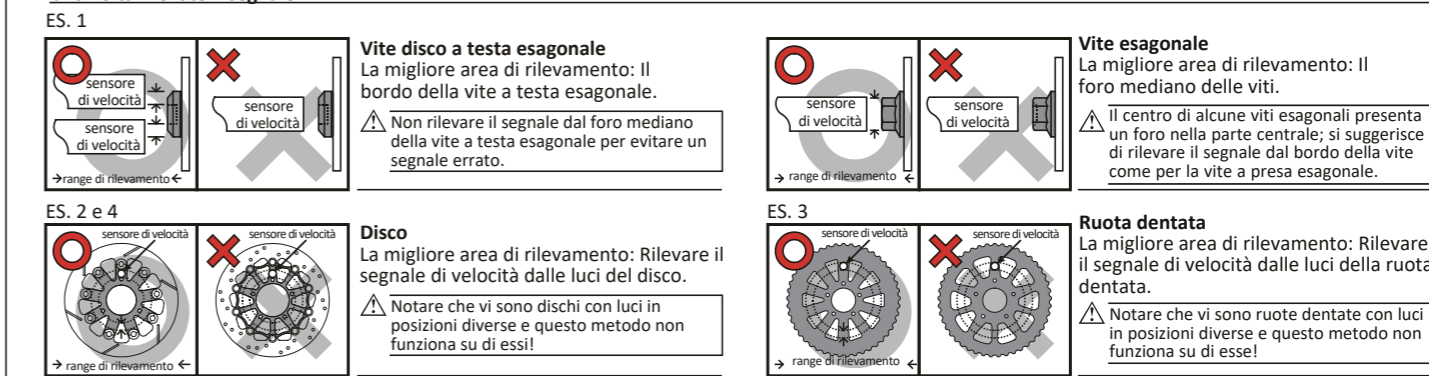 ES. 1
sensore
di velocità
sensore
di velocità
→range di rilevamento←
sensore
di velocità
Vite disco a testa esagonale
La migliore area di rilevamento: Il
bordo della vite a testa esagonale.
Non rilevare il segnale dal foro mediano
della vite a testa esagonale per evitare un
segnale errato.
sensore
di velocità
→ range di rilevamento ←
sensore
di velocità
Vite esagonale
La migliore area di rilevamento: Il
foro mediano delle viti.
Il centro di alcune viti esagonali presenta
un foro nella parte centrale; si suggerisce
di rilevare il segnale dal bordo della vite
come per la vite a presa esagonale.
ES. 2 e 4
sensore di velocità
→ range di rilevamento ←
sensore di velocità
Disco
La migliore area di rilevamento: Rilevare il
segnale di velocità dalle luci del disco.
Notare che vi sono dischi con luci in
posizioni diverse e questo metodo non
funziona su di essi!
ES. 3
sensore di velocità
→ range di rilevamento ←
sensore di velocità
Ruota dentata
La migliore area di rilevamento: Rilevare
il segnale di velocità dalle luci della ruota
dentata.
Notare che vi sono ruote dentate con luci
in posizioni diverse e questo metodo non
funziona su di esse!